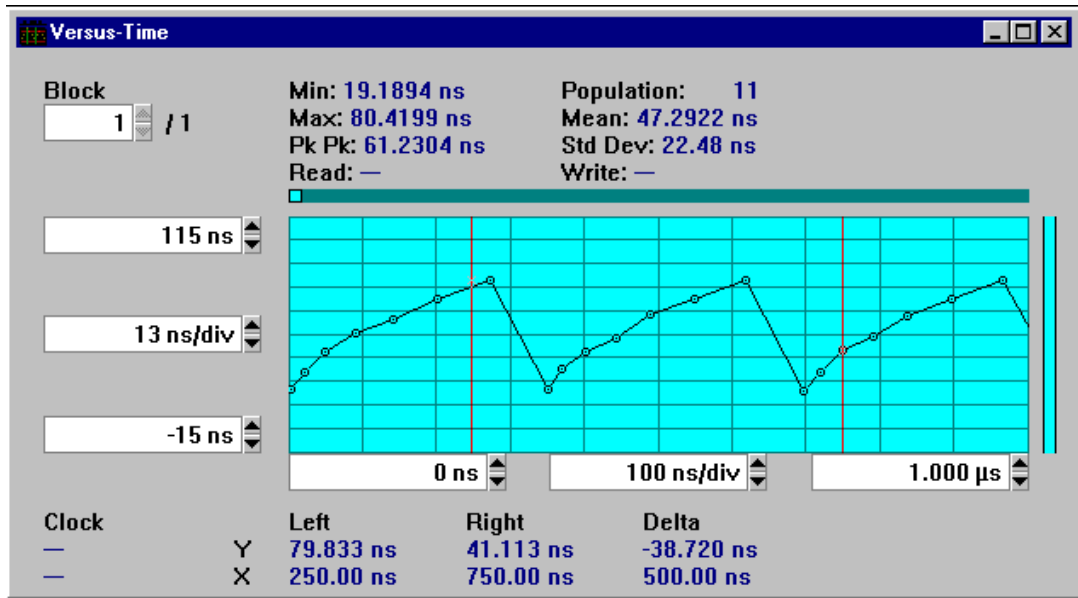 Versus-Time
Block
1 / 1
Min: 19.1894 ns
Max: 80.4199 ns
Pk Pk: 61.2304 ns
Read: —
Population: 11
Mean: 47.2922 ns
Std Dev: 22.48 ns
Write: —
115 ns
13 ns/div
-15 ns
0 ns 100 ns/div 1.000 µs
Clock Left Right Delta
— Y 79.833 ns 41.113 ns -38.720 ns
— X 250.00 ns 750.00 ns 500.00 ns